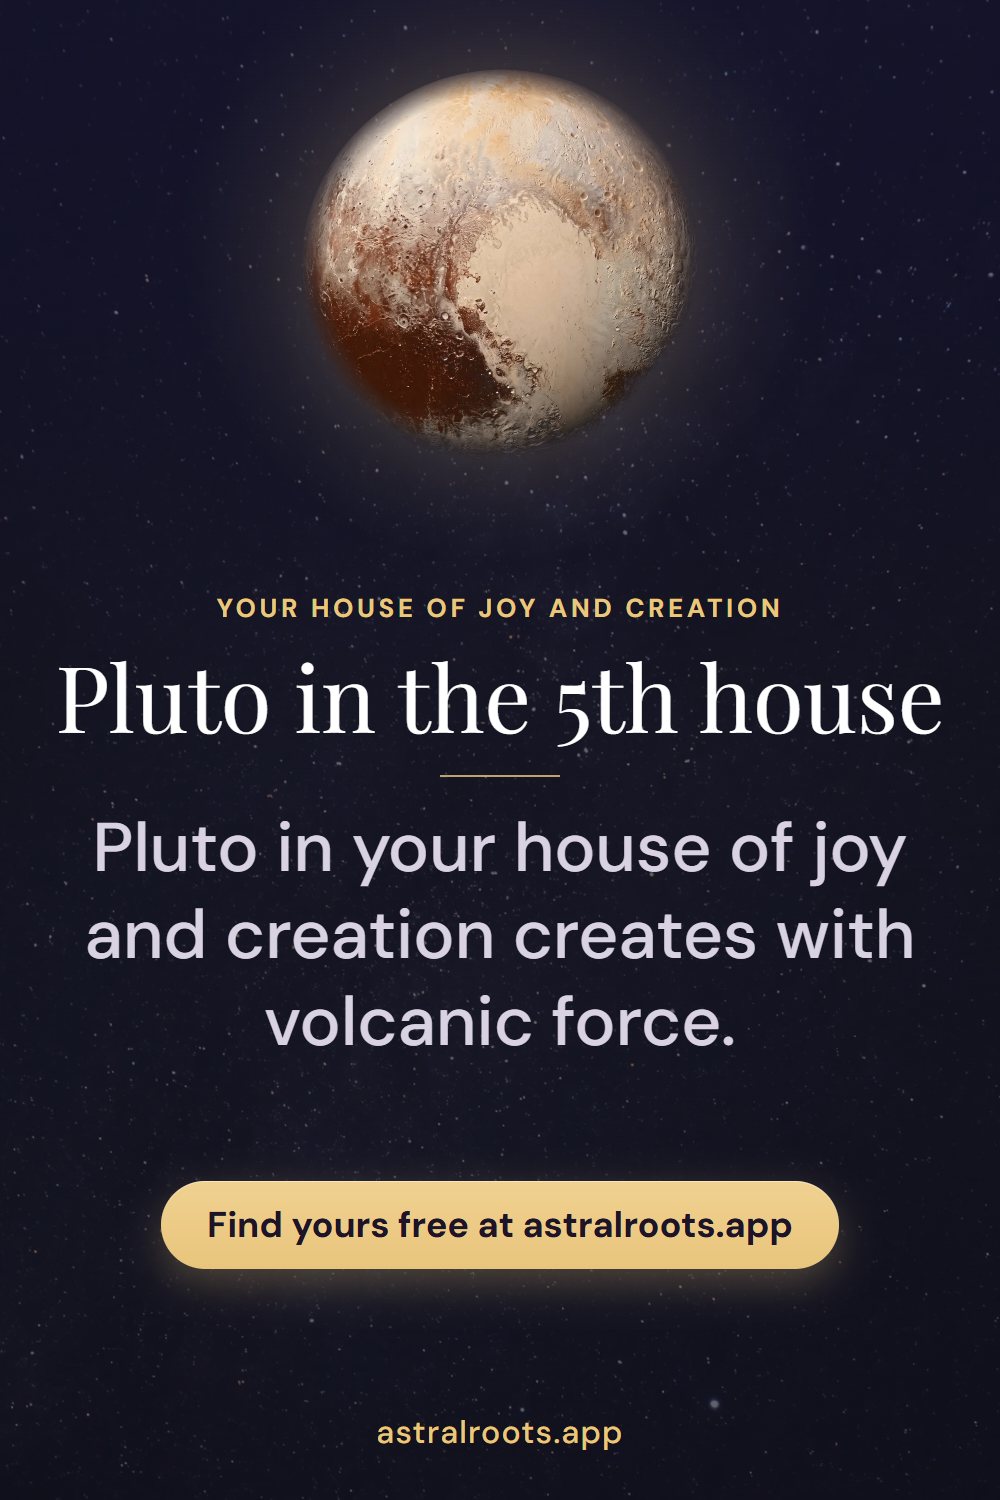 YOUR HOUSE OF JOY AND CREATION
Pluto in the 5th house
Pluto in your house of joy
and creation creates with
volcanic force.
Find yours free at astralroots.app
astralroots.app